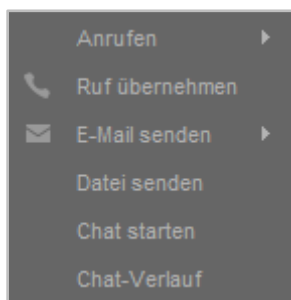 Anrufen
Ruf übernehmen
E-Mail senden
Datei senden
Chat starten
Chat-Verlauf